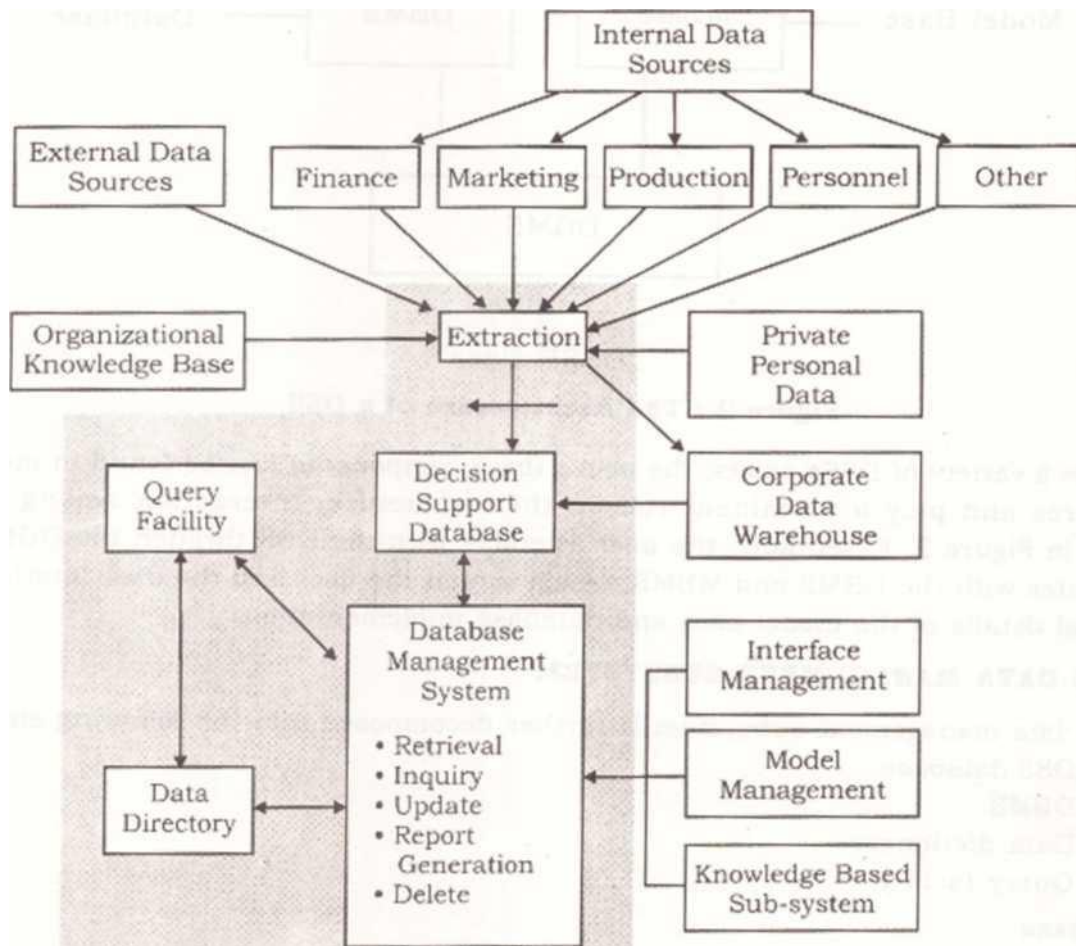 Internal Data
Sources
External Data
Sources
Finance
Marketing
Production
Personnel
Other
Organizational
Knowledge Base
Extraction
Private
Personal
Data
Query
Facility
Decision
Support
Database
Corporate
Data
Warehouse
Database
Management
System
• Retrieval
• Inquiry
• Update
• Report
Generation
• Delete
Interface
Management
Data
Directory
Model
Management
Knowledge Based
Sub-system